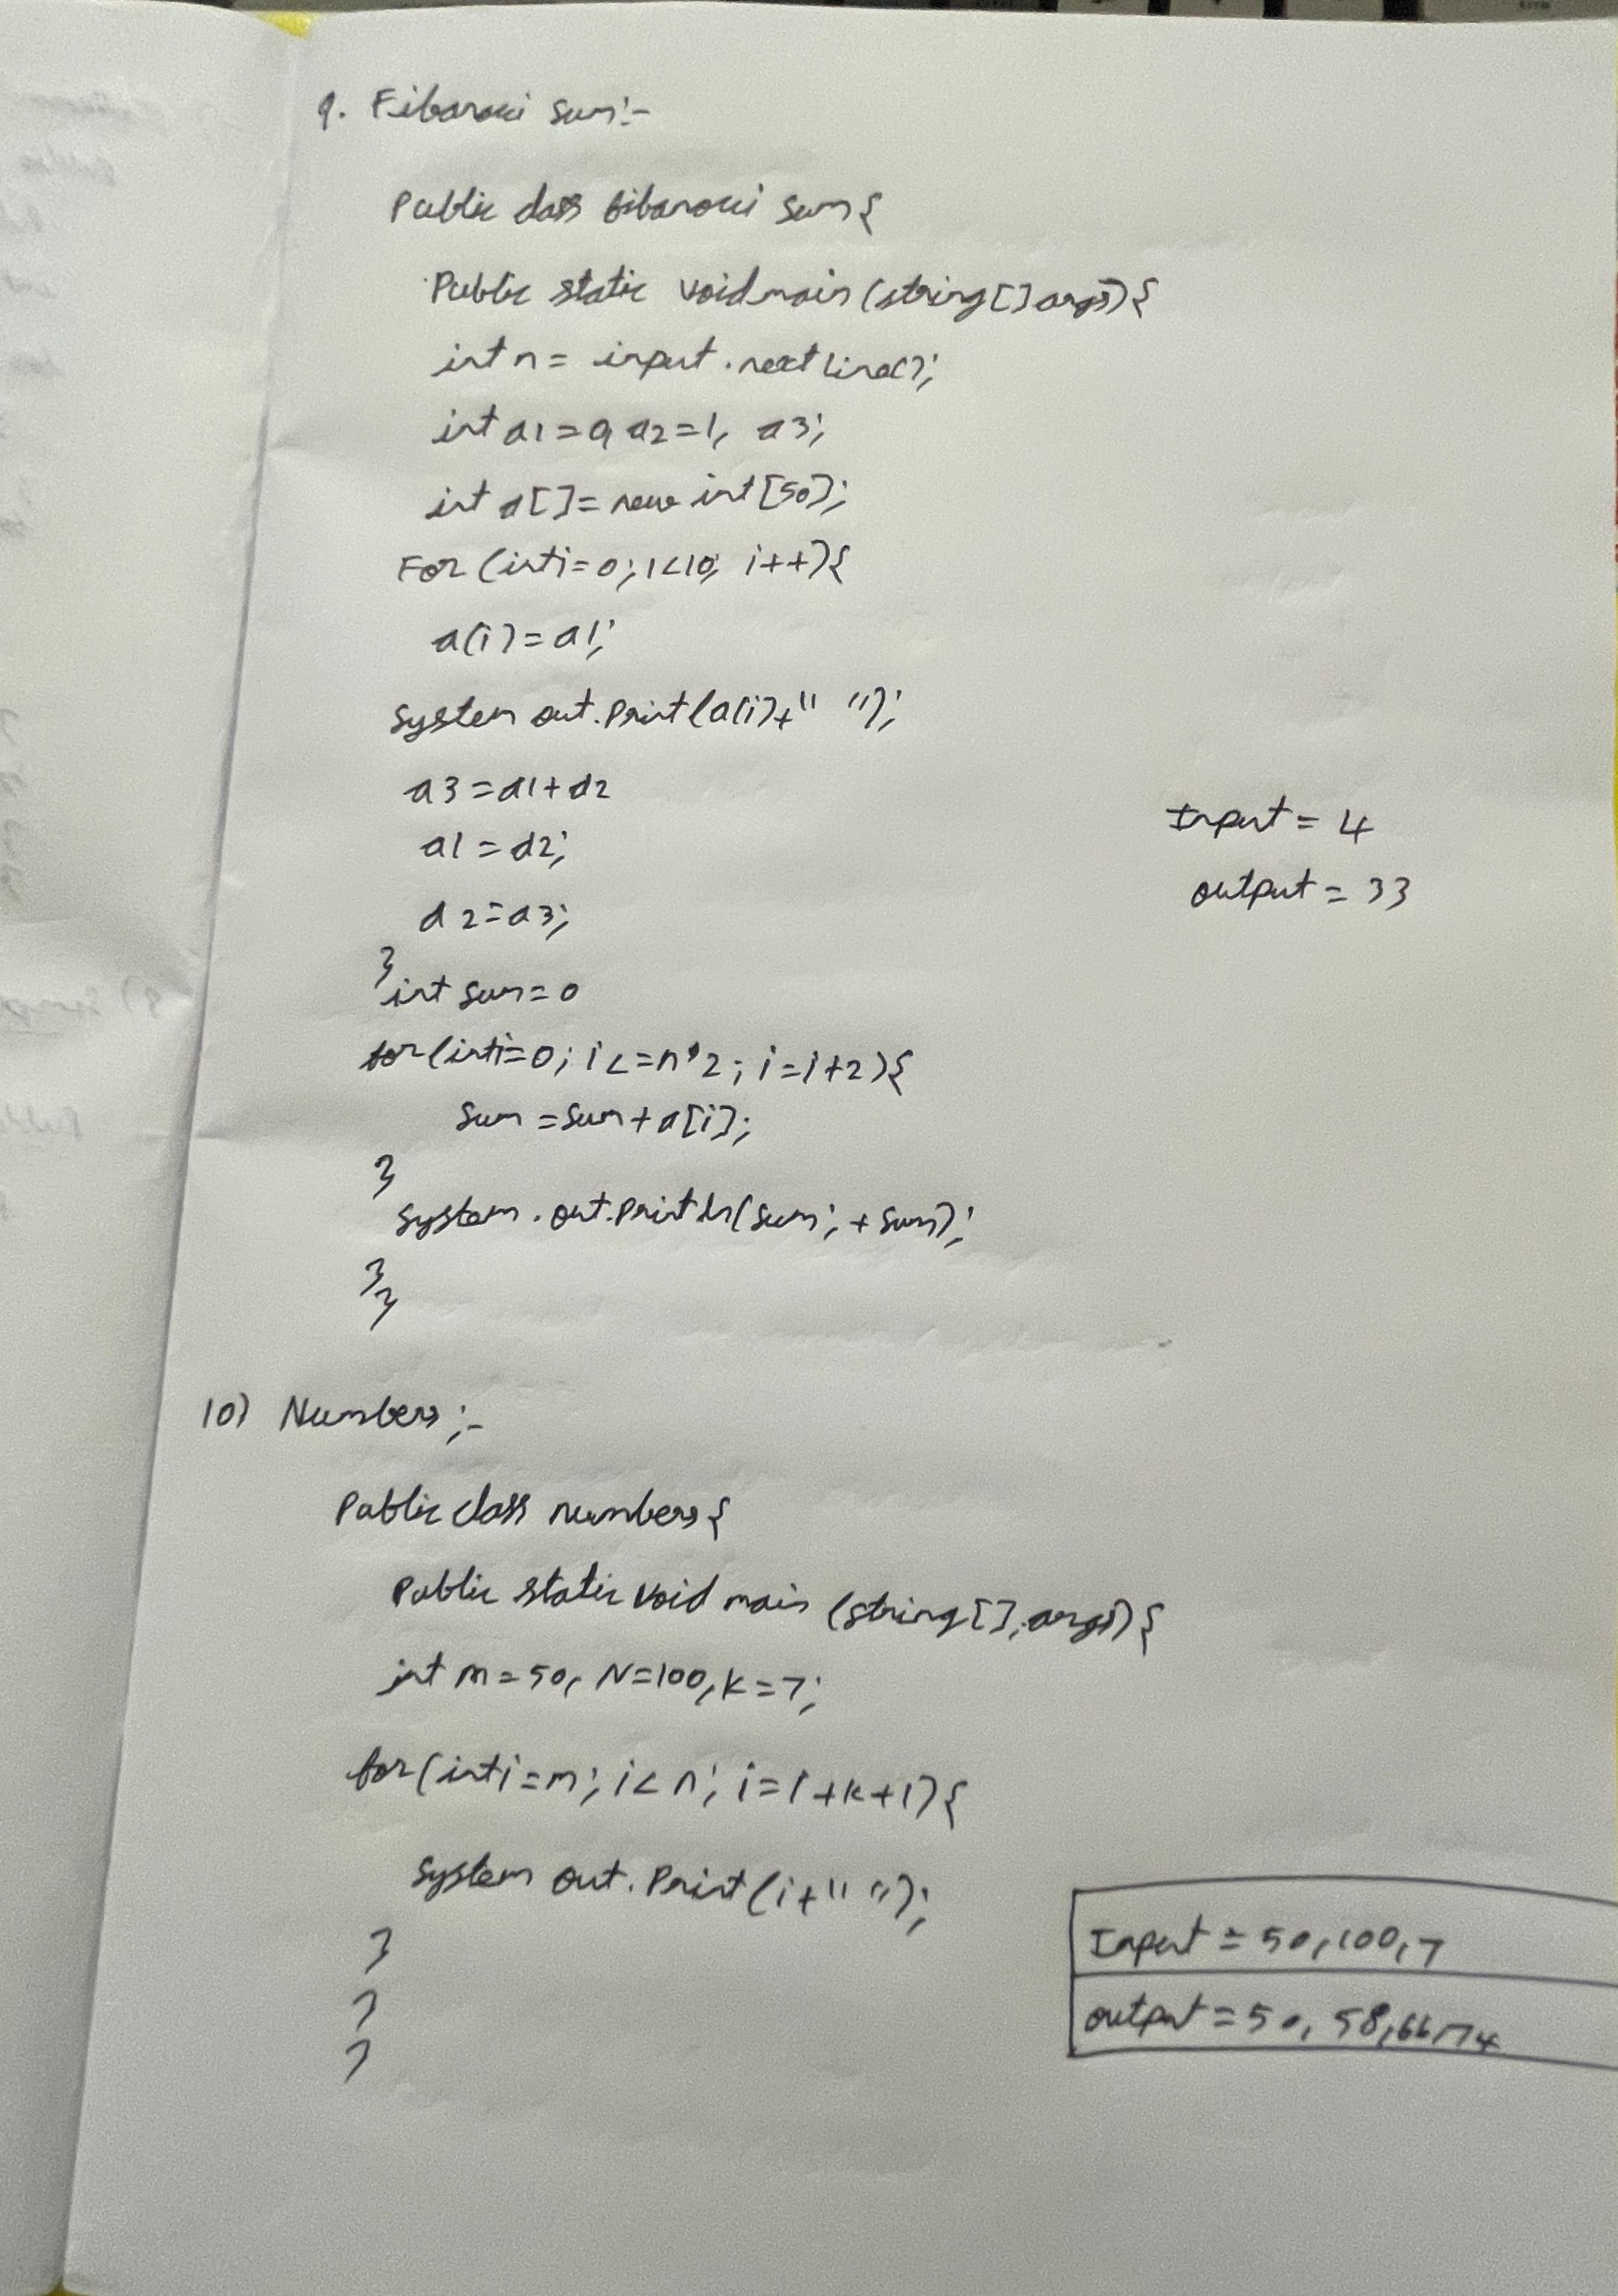 9. Fibonacci sum:-
Public class fibonacci sum{
Public static void main (string[] args){
int n = input.nextLine();
int a1=0, a2=1, a3;
int a[]=new int[50];
For (int i=0; i<10; i++){
a(i)=a1;
System out.Print(a(i)+" ");
a3=a1+a2
a1=a2;
a2=a3;
Input = 4
output = 33
}
int sum=0
for(int i=0; i<=n*2; i=i+2){
Sum=Sum+a[i];
}
System.out.println(sum; + sum);
}
}
10) Numbers;-
Public class numbers{
Public static void main (string[], args){
int m=50, N=100, k=7;
for(int i=m; i<n; i=i+k+1){
System out. Print(i+" ");
}
}
}
Input = 50,100,7
output = 50, 58,66,74